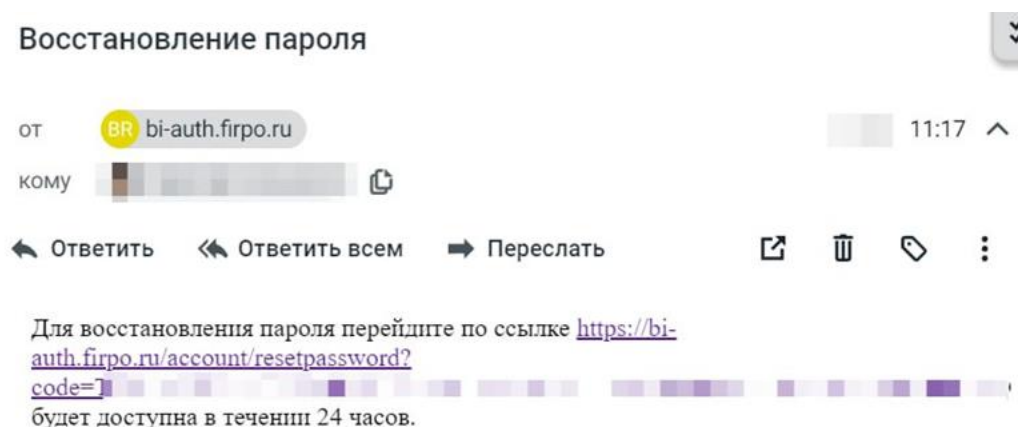 Восстановление пароля
от BR bi-auth.firpo.ru 11:17
кому
Ответить Ответить всем Переслать
Для восстановления пароля перейдите по ссылке https://bi-
auth.firpo.ru/account/resetpassword?
code=
будет доступна в течении 24 часов.